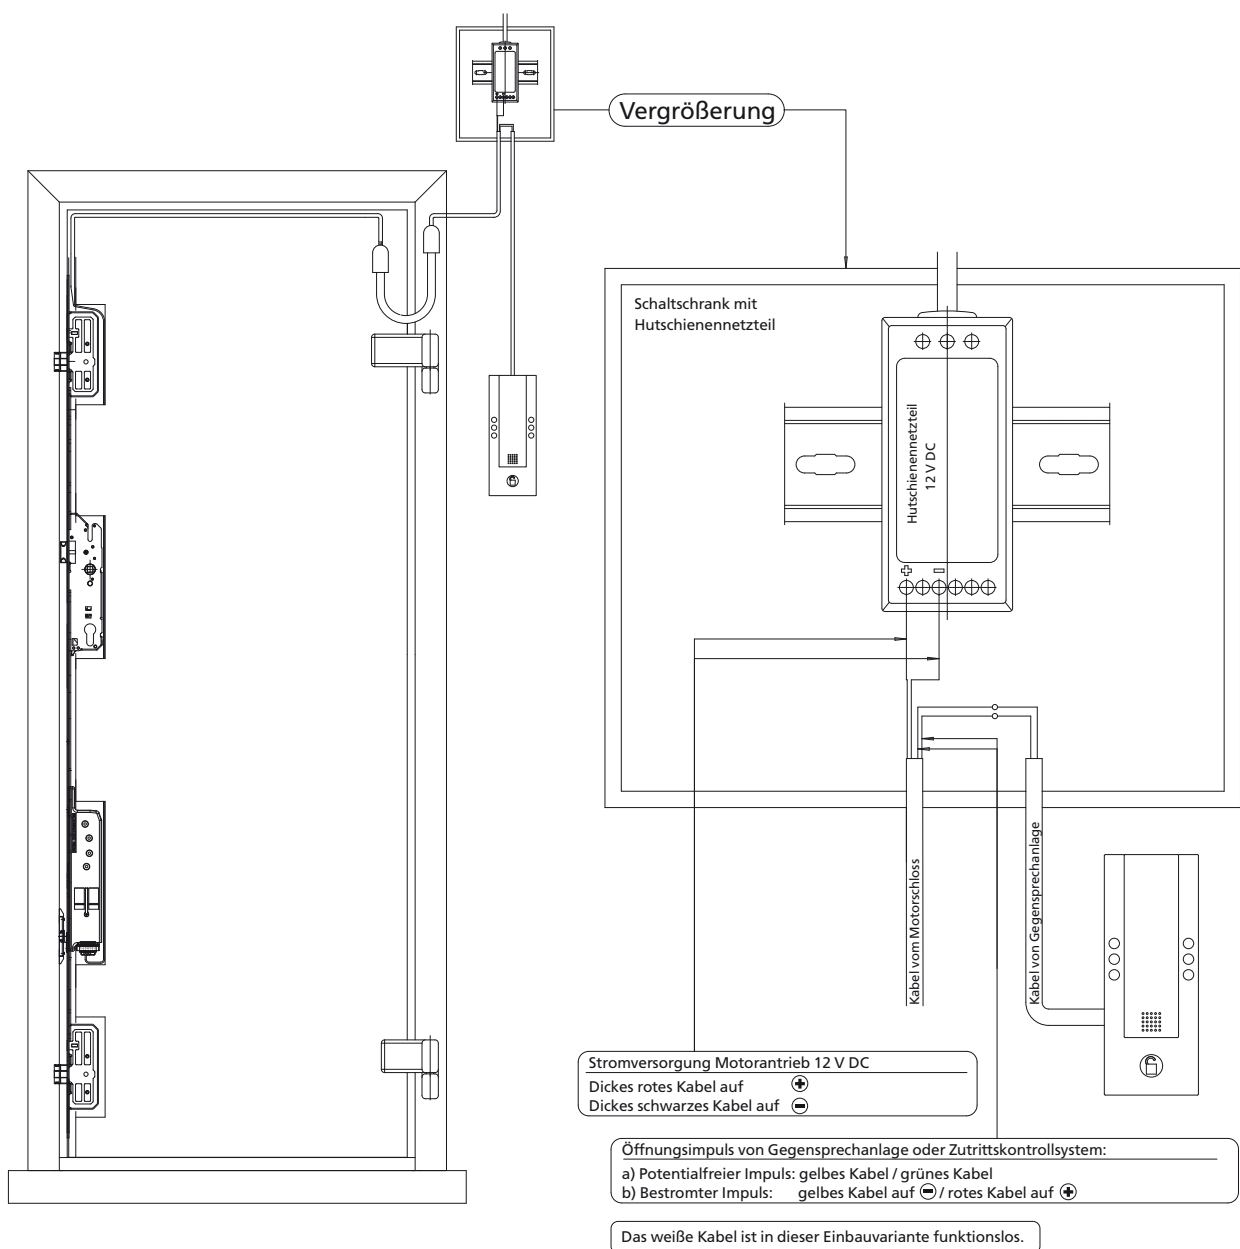 Vergrößerung
Schaltschrank mit
Hutschienennetzteil
Hutschienennetzteil
12 V DC
Kabel vom Motorschloss
Kabel von Gegensprechanlage
Stromversorgung Motorantrieb 12 V DC
Dickes rotes Kabel auf ⊕
Dickes schwarzes Kabel auf ⊖
Öffnungsimpuls von Gegensprechanlage oder Zutrittskontrollsystem:
a) Potentialfreier Impuls: gelbes Kabel / grünes Kabel
b) Bestromter Impuls: gelbes Kabel auf ⊖ / rotes Kabel auf ⊕
Das weiße Kabel ist in dieser Einbauvariante funktionslos.